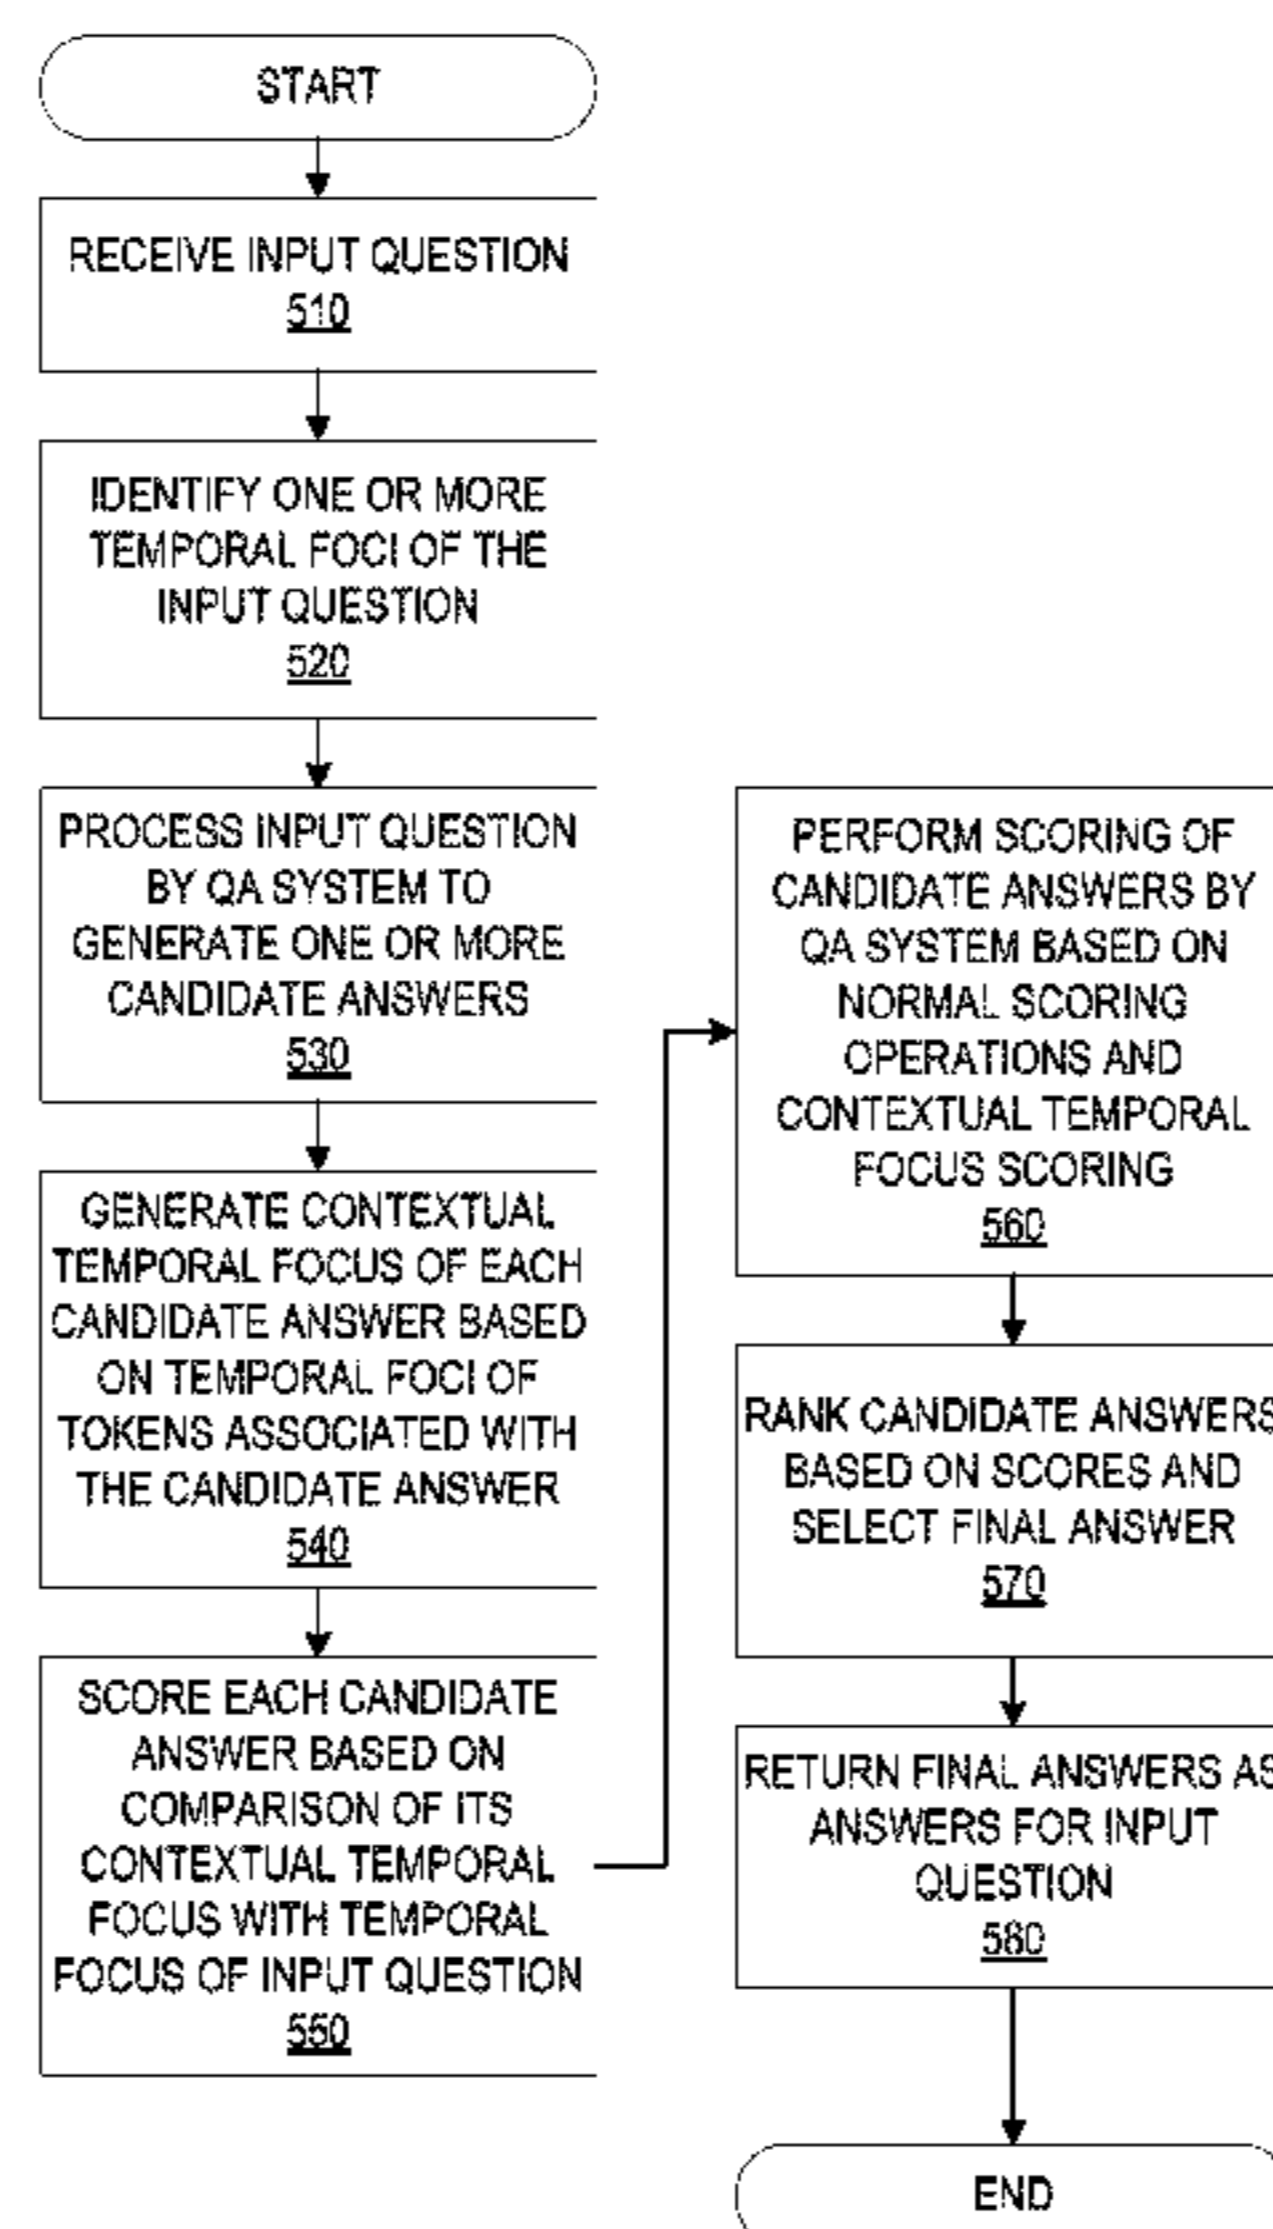 START
RECEIVE INPUT QUESTION
510
IDENTIFY ONE OR MORE
TEMPORAL FOCI OF THE
INPUT QUESTION
520
PROCESS INPUT QUESTION
BY QA SYSTEM TO
GENERATE ONE OR MORE
CANDIDATE ANSWERS
530
GENERATE CONTEXTUAL
TEMPORAL FOCUS OF EACH
CANDIDATE ANSWER BASED
ON TEMPORAL FOCI OF
TOKENS ASSOCIATED WITH
THE CANDIDATE ANSWER
540
SCORE EACH CANDIDATE
ANSWER BASED ON
COMPARISON OF ITS
CONTEXTUAL TEMPORAL
FOCUS WITH TEMPORAL
FOCUS OF INPUT QUESTION
550
PERFORM SCORING OF
CANDIDATE ANSWERS BY
QA SYSTEM BASED ON
NORMAL SCORING
OPERATIONS AND
CONTEXTUAL TEMPORAL
FOCUS SCORING
560
RANK CANDIDATE ANSWERS
BASED ON SCORES AND
SELECT FINAL ANSWER
570
RETURN FINAL ANSWERS AS
ANSWERS FOR INPUT
QUESTION
580
END